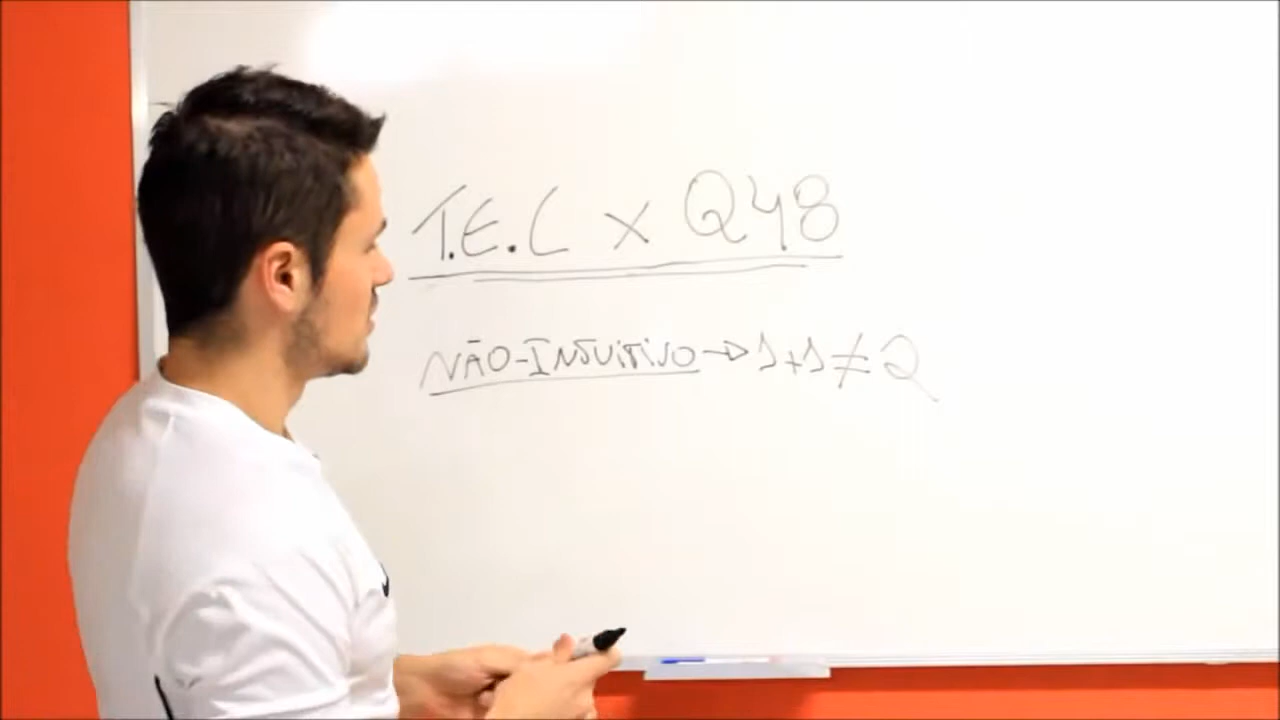 T.E.C x Q48
NÃO-INTUITIVO → 1+1 ≠ 2